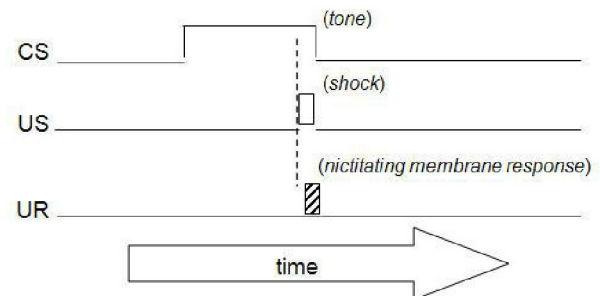 (tone)
CS
(shock)
US
(nictitating membrane response)
UR
time